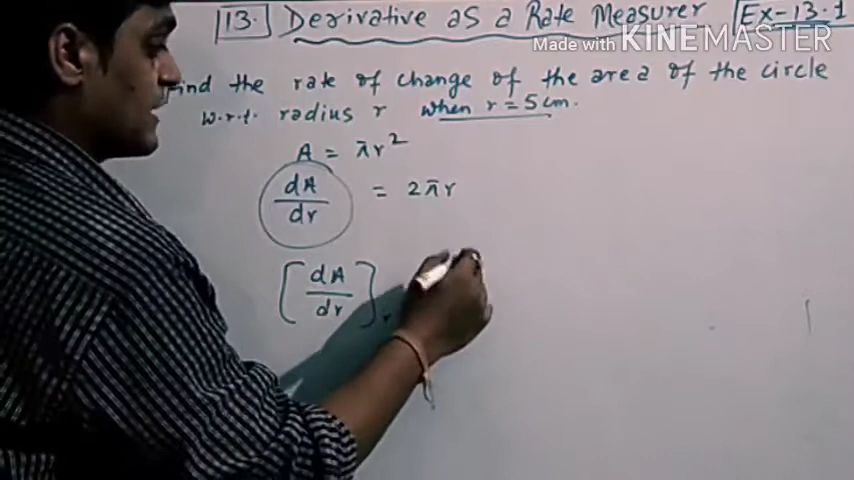 13. Derivative as a Rate Measurer Ex-13.1
Made with KINEMASTER
Find the rate of change of the area of the circle
w.r.t. radius r when r = 5 cm.
A = πr²
dA/dr = 2πr
[dA/dr]r